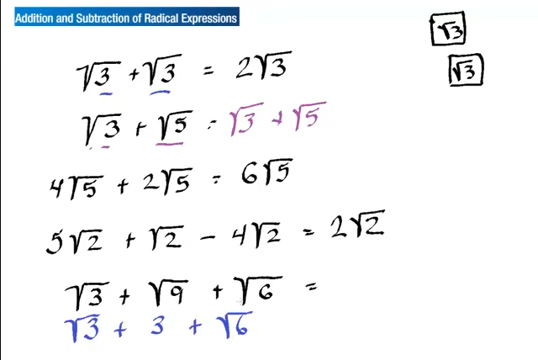 Addition and Subtraction of Radical Expressions
√3
√3
√3 + √3 = 2√3
√3 + √5 = √3 + √5
4√5 + 2√5 = 6√5
5√2 + √2 - 4√2 = 2√2
√3 + √9 + √6 =
√3 + 3 + √6